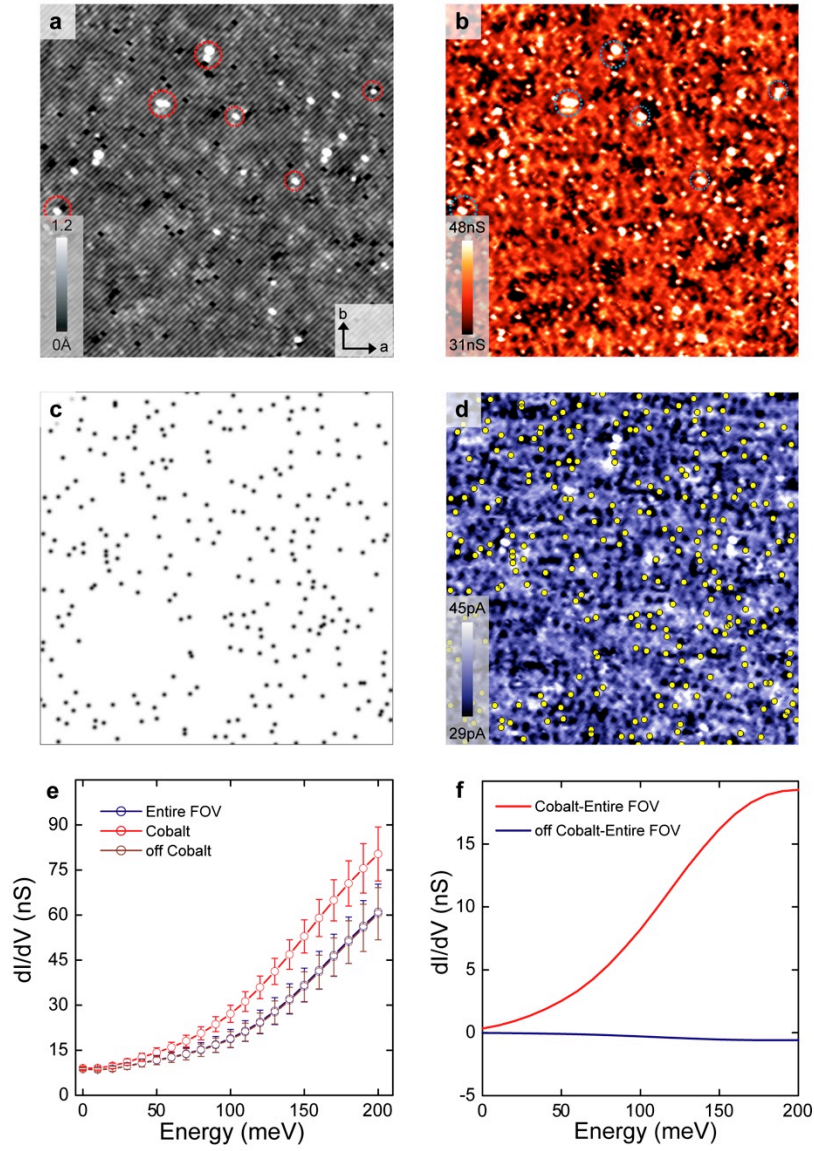 a
1.2
0Å
b
a
b
48nS
31nS
c
d
45pA
29pA
e
Entire FOV
Cobalt
off Cobalt
dI/dV (nS)
90
75
60
45
30
15
0
0
50
100
150
200
Energy (meV)
f
Cobalt-Entire FOV
off Cobalt-Entire FOV
dI/dV (nS)
15
10
5
0
-5
0
50
100
150
200
Energy (meV)